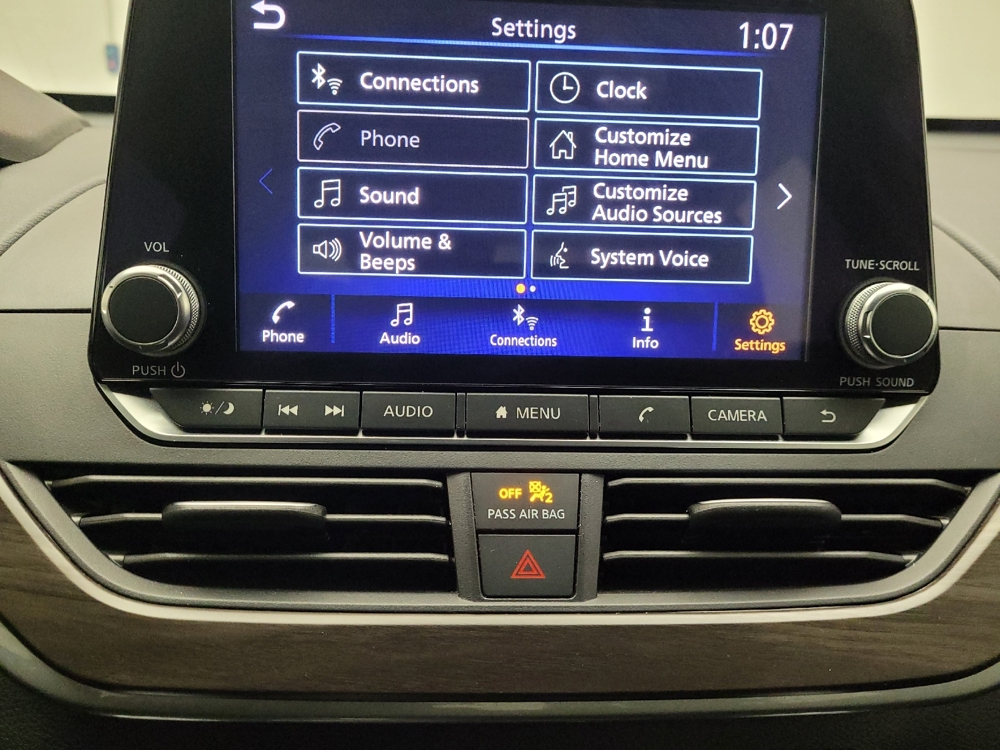 Settings
1:07
Connections
Clock
Phone
Customize
Home Menu
Sound
Customize
Audio Sources
Volume &
Beeps
System Voice
VOL
TUNE·SCROLL
Phone
Audio
Connections
Info
Settings
PUSH
PUSH SOUND
AUDIO
MENU
CAMERA
OFF 2
PASS AIR BAG